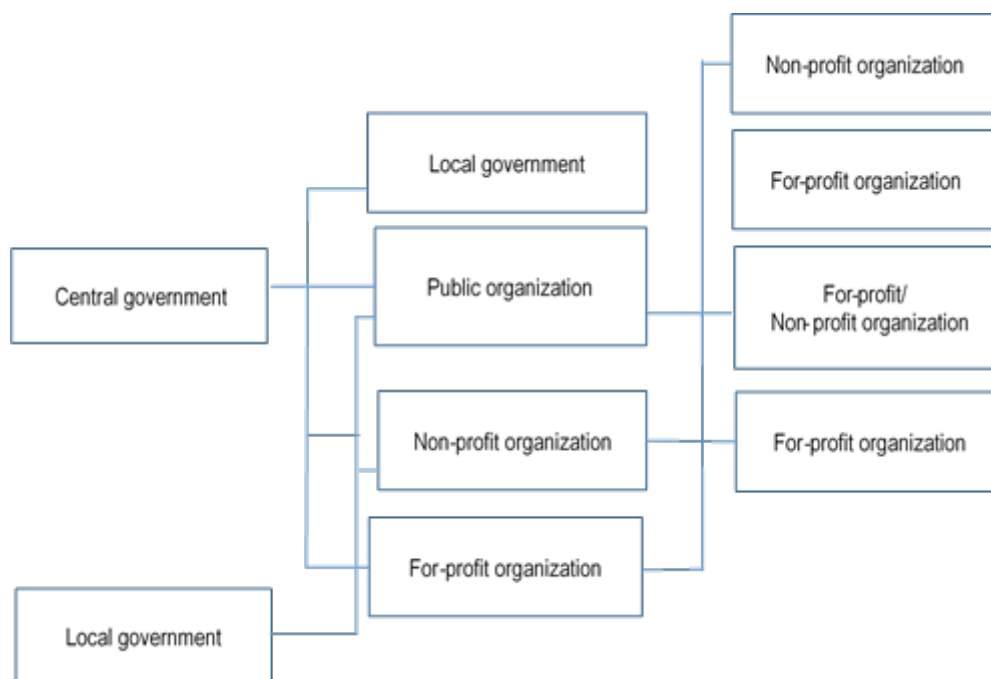 Non-profit organization
Local government
For-profit organization
Central government
Public organization
For-profit/
Non-profit organization
Non-profit organization
For-profit organization
For-profit organization
Local government